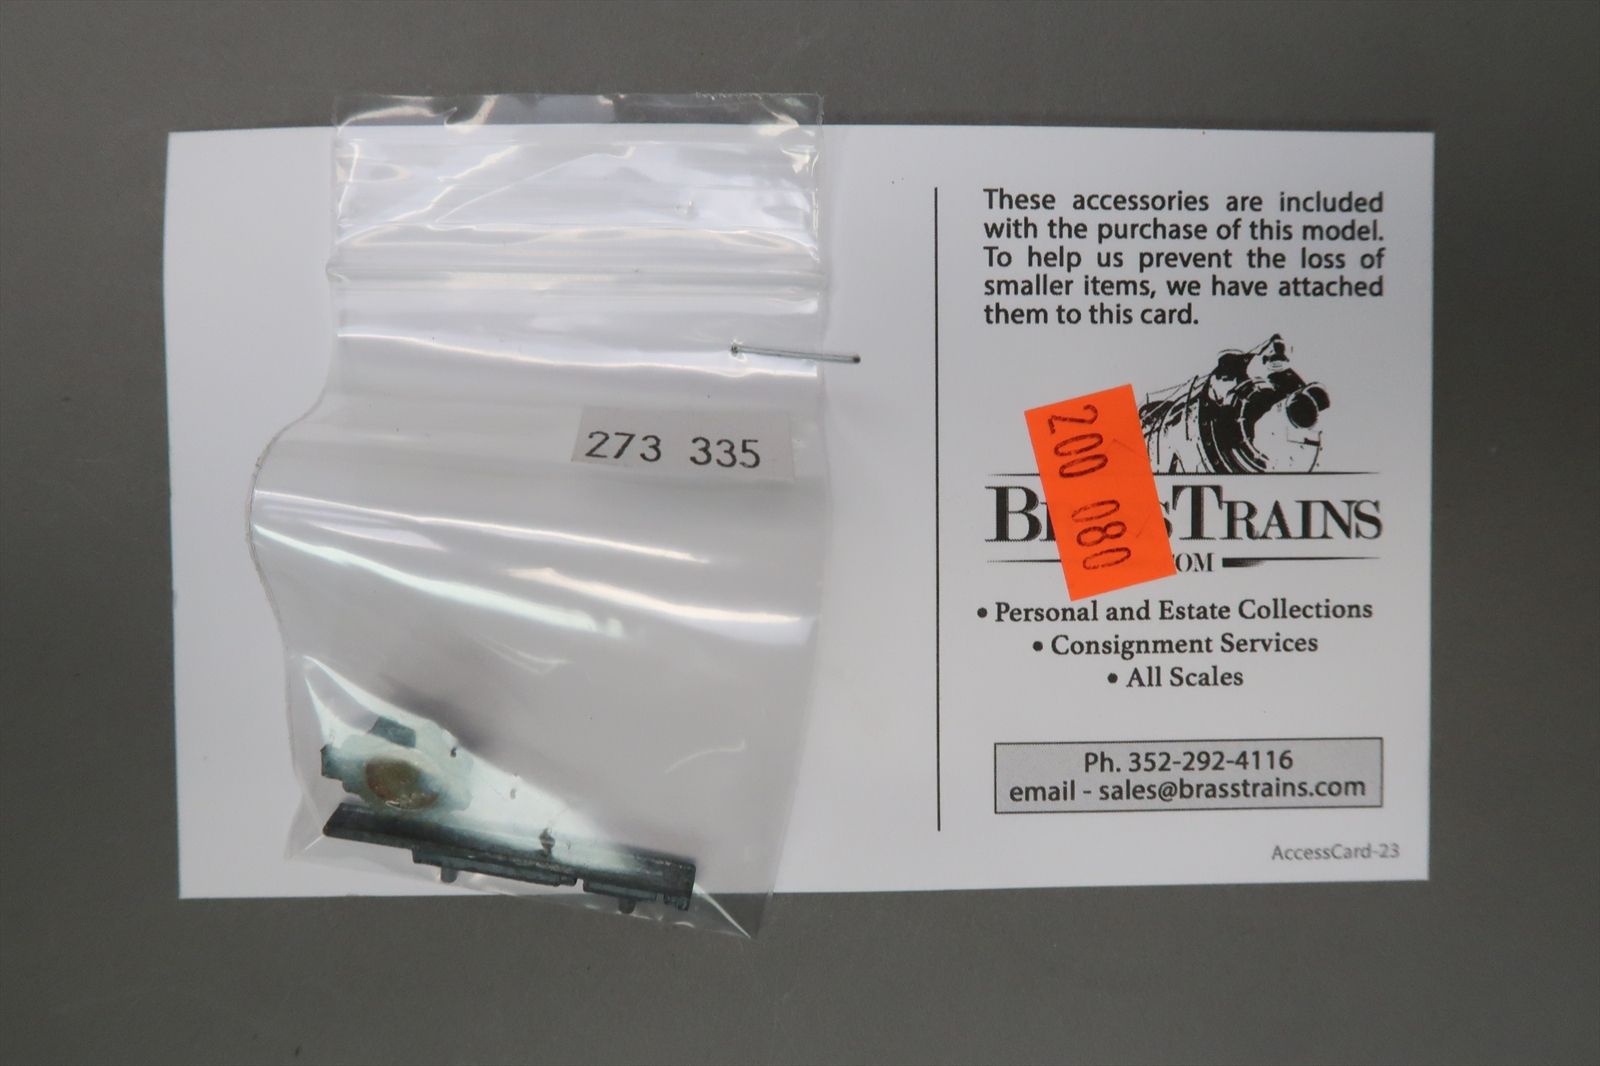 These accessories are included
with the purchase of this model.
To help us prevent the loss of
smaller items, we have attached
them to this card.
273 335
200 080
TRAINS
• Personal and Estate Collections
• Consignment Services
• All Scales
Ph. 352-292-4116
email - sales@brasstrains.com
AccessCard-23